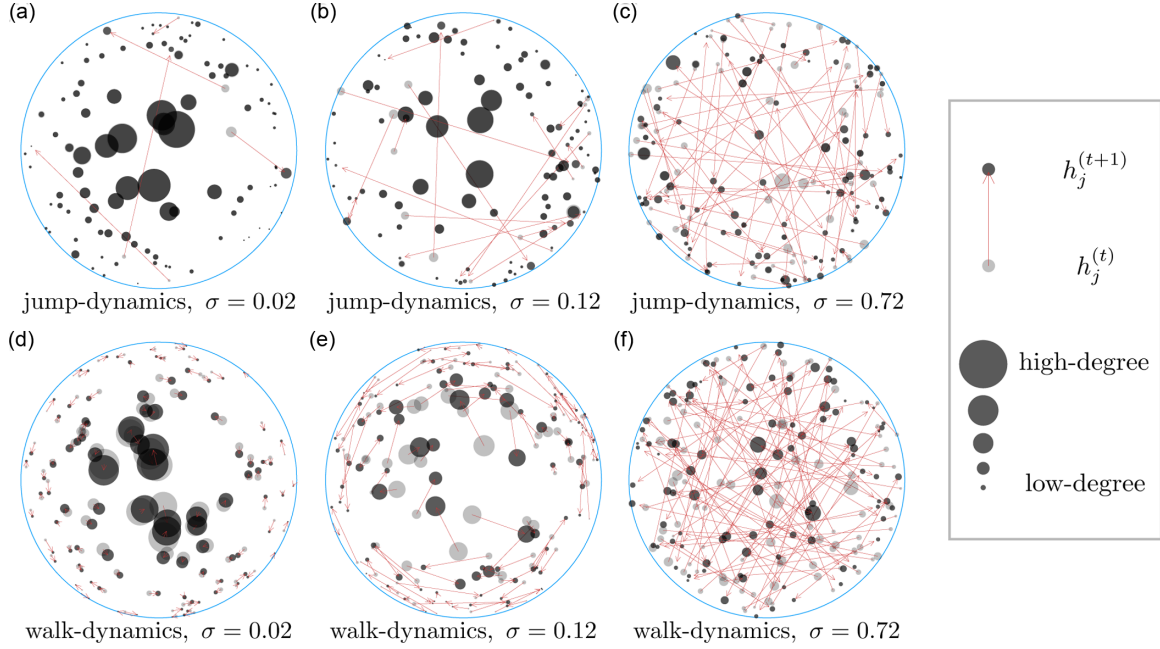 (a)
(b)
(c)
jump-dynamics, σ = 0.02
jump-dynamics, σ = 0.12
jump-dynamics, σ = 0.72
(d)
(e)
(f)
walk-dynamics, σ = 0.02
walk-dynamics, σ = 0.12
walk-dynamics, σ = 0.72
h_j^{(t+1)}
h_j^{(t)}
high-degree
low-degree